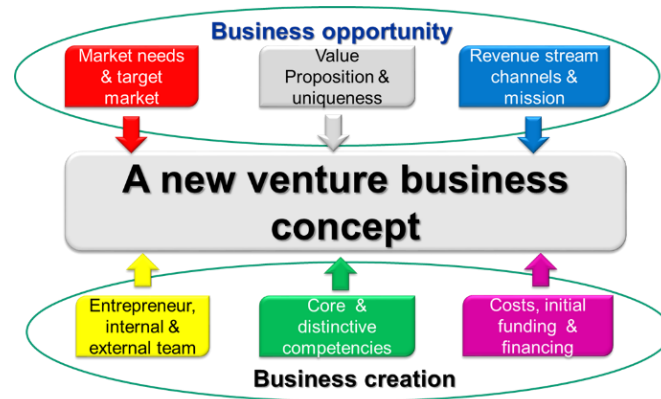 Business opportunity
Market needs
& target
market
Value
Proposition &
uniqueness
Revenue stream
channels &
mission
A new venture business
concept
Entrepreneur,
internal &
external team
Core &
distinctive
competencies
Costs, initial
funding &
financing
Business creation